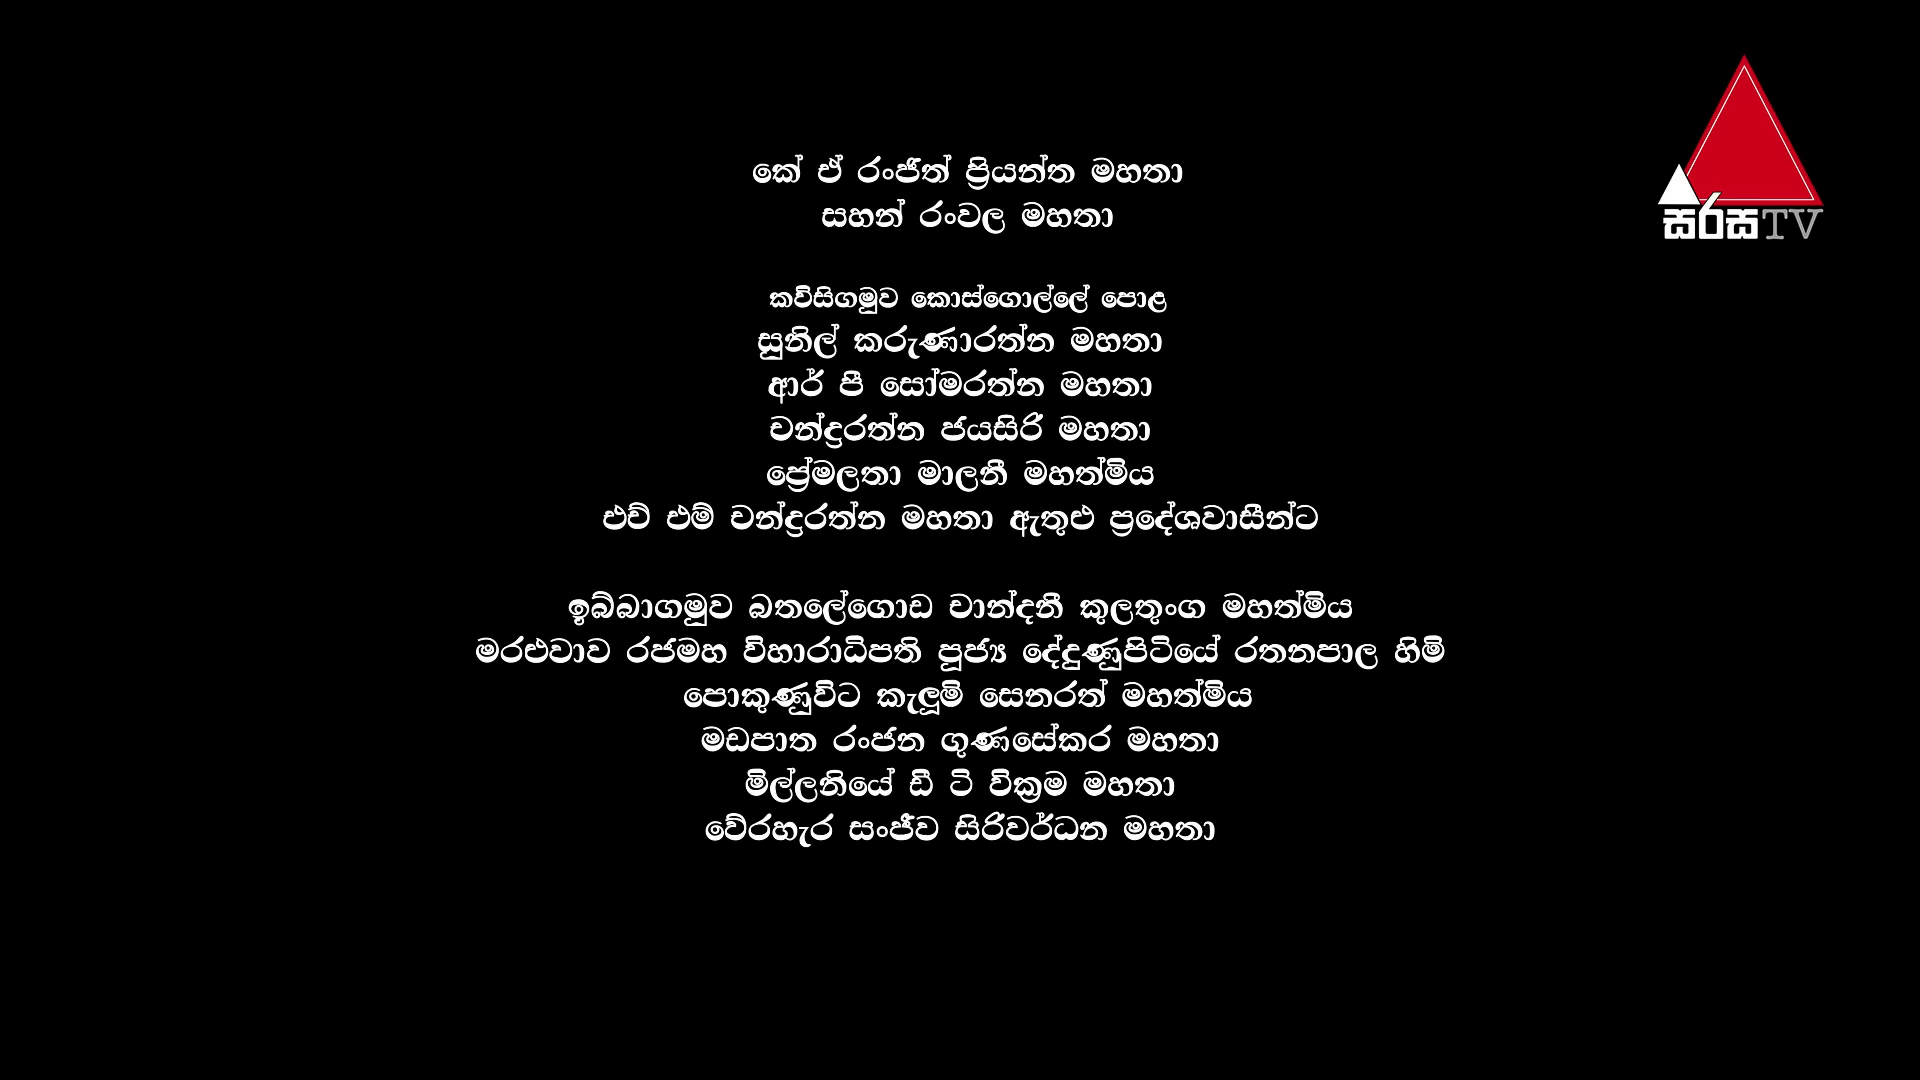 කේ ඒ රංජිත් ප්‍රියන්ත මහතා
සහන් රංවල මහතා
කවිසිගමුව කොස්ගොල්ලේ පොළ
සුනිල් කරුණාරත්න මහතා
ආර් පී සෝමරත්න මහතා
චන්ද්‍රරත්න ජයසිරි මහතා
ප්‍රේමලතා මාලනී මහත්මිය
එච් එම් චන්ද්‍රරත්න මහතා ඇතුළු ප්‍රදේශවාසීන්ට
ඉබ්බාගමුව බතලේගොඩ චාන්දනී කුලතුංග මහත්මිය
මරළුවාව රජමහ විහාරාධිපති පූජ්‍ය දේදුණුපිටියේ රතනපාල හිමි
පොකුණුවිට කැලූමි සෙනරත් මහත්මිය
මඩපාත රංජන ගුණසේකර මහතා
මිල්ලනියේ ඩී ටි වික්‍රම මහතා
වේරහැර සංජීව සිරිවර්ධන මහතා
සිරස TV